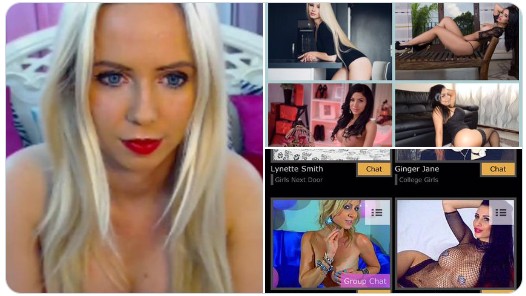 Lynette Smith
Chat
Girls Next Door
Ginger Jane
Chat
College Girls
Group Chat